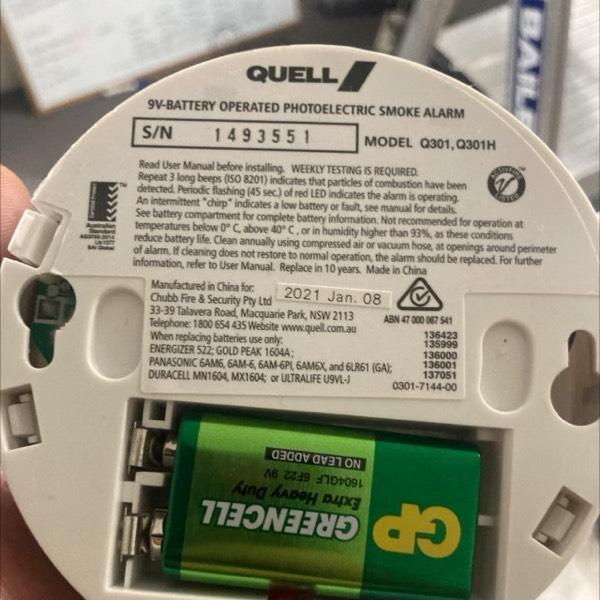 QUELL
BAIL
9V-BATTERY OPERATED PHOTOELECTRIC SMOKE ALARM
S/N 1493551
MODEL Q301,Q301H
Read User Manual before installing. WEEKLY TESTING IS REQUIRED.
Repeat 3 long beeps (ISO 8201) indicates that particles of combustion have been
detected. Periodic flashing (45 sec.) of red LED indicates the alarm is operating.
An intermittent "chirp" indicates a low battery or fault, see manual for details.
See battery compartment for complete battery information. Not recommended for operation at
temperatures below 0° C, above 40° C, or in humidity higher than 93%, as these conditions
reduce battery life. Clean annually using compressed air or vacuum hose, at openings around perimeter
of alarm. If cleaning does not restore to normal operation, the alarm should be replaced. For further
information, refer to User Manual. Replace in 10 years. Made in China
Australian
Standard
AS3786:2014
SAI Global
Manufactured in China for:
Chubb Fire & Security Pty Ltd
2021 Jan. 08
33-39 Talavera Road, Macquarie Park, NSW 2113
Telephone: 1800 654 435 Website www.quell.com.au
ABN 47 000 067 541
When replacing batteries use only:
ENERGIZER 522; GOLD PEAK 1604A;
PANASONIC 6AM6, 6AM-6, 6AM-6PI, 6AM6X, and 6LR61 (GA);
DURACELL MN1604, MX1604; or ULTRALIFE U9VL-J
136423
135999
136000
136001
137051
0301-7144-00
NO LEAD ADDED
1604GLF 6F22 9V
Extra Heavy Duty
GREENCELL
GP